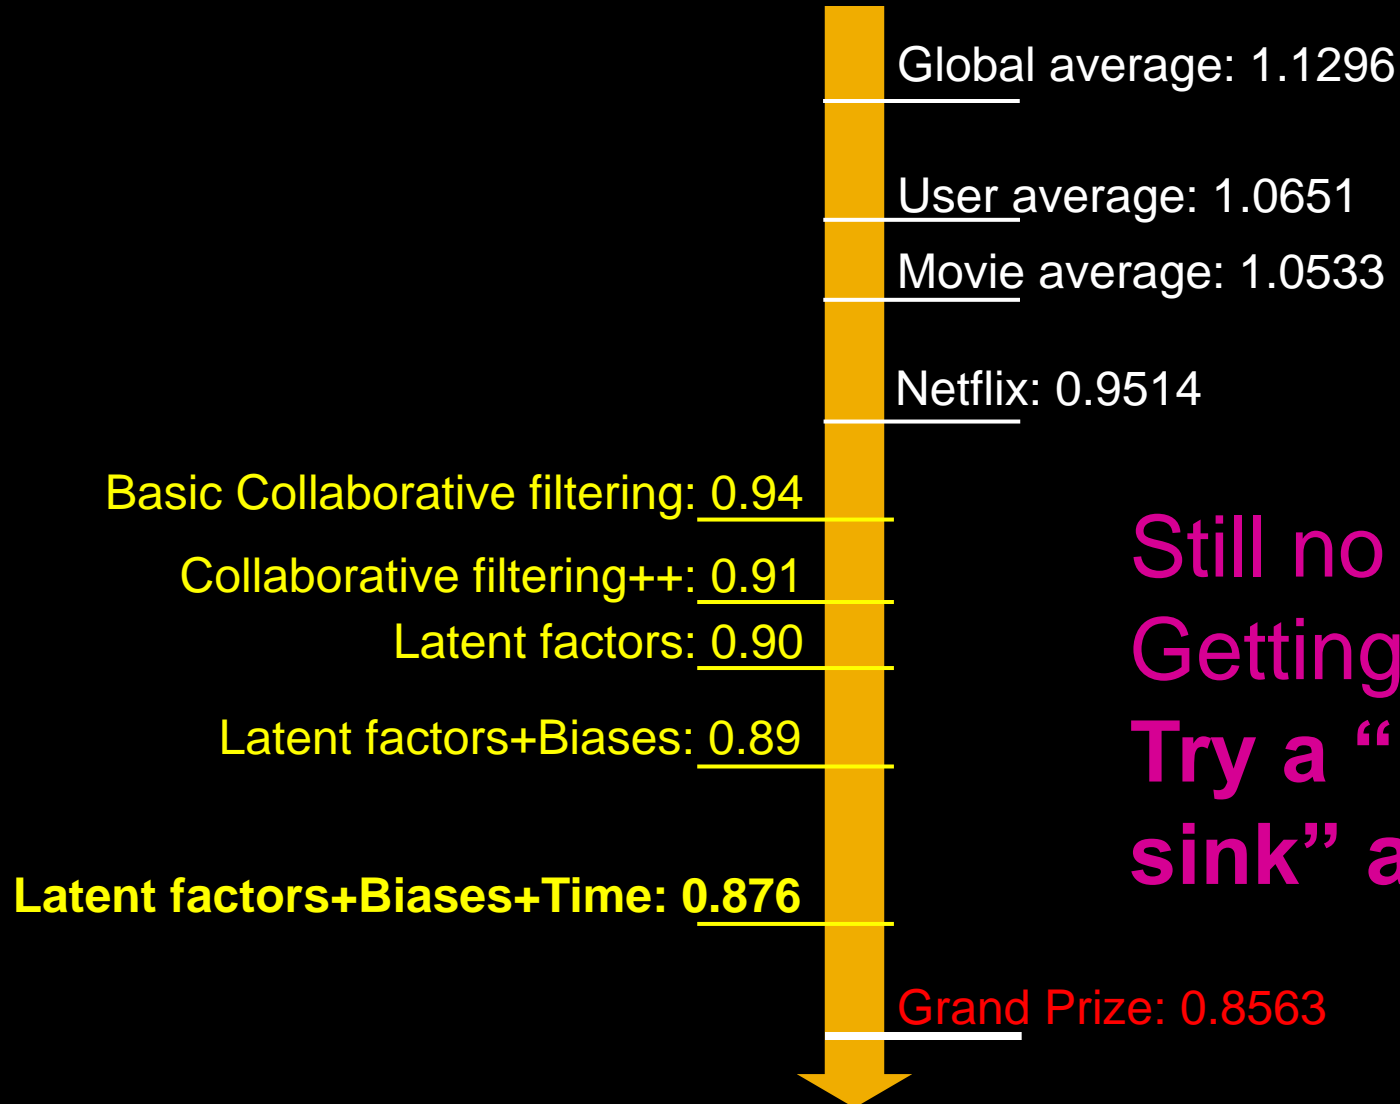 Global average: 1.1296
User average: 1.0651
Movie average: 1.0533
Netflix: 0.9514
Basic Collaborative filtering: 0.94
Collaborative filtering++: 0.91
Latent factors: 0.90
Latent factors+Biases: 0.89
Latent factors+Biases+Time: 0.876
Grand Prize: 0.8563
Still no
Getting
Try a “
sink” a